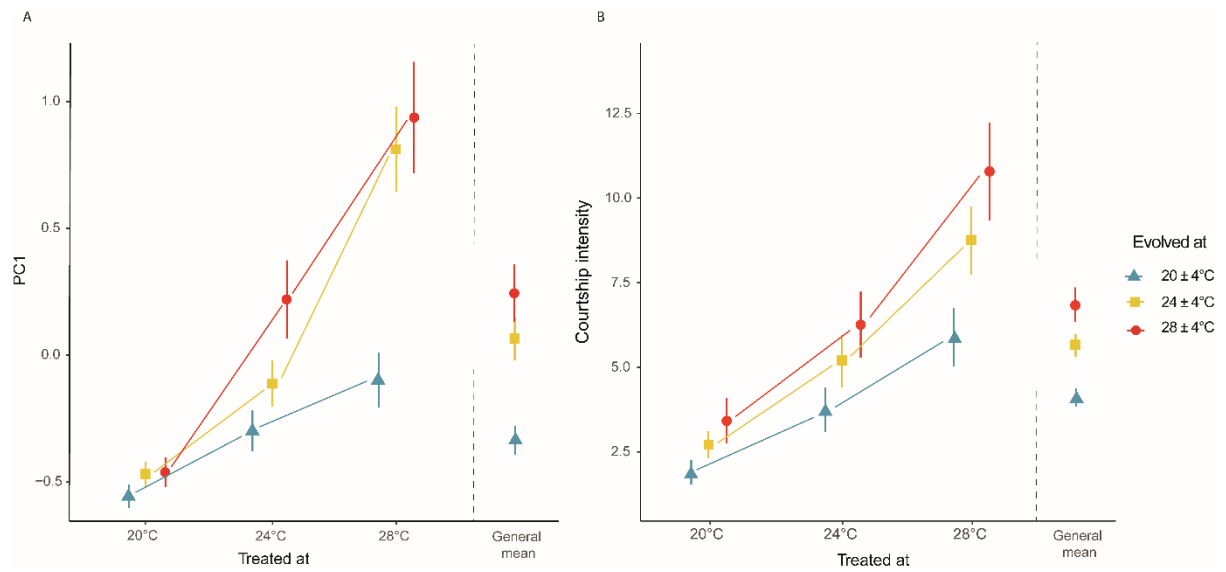 A
PC1
1.0
0.5
0.0
−0.5
20°C
24°C
28°C
General
mean
Treated at
B
Courtship intensity
12.5
10.0
7.5
5.0
2.5
20°C
24°C
28°C
General
mean
Treated at
Evolved at
20 ± 4°C
24 ± 4°C
28 ± 4°C